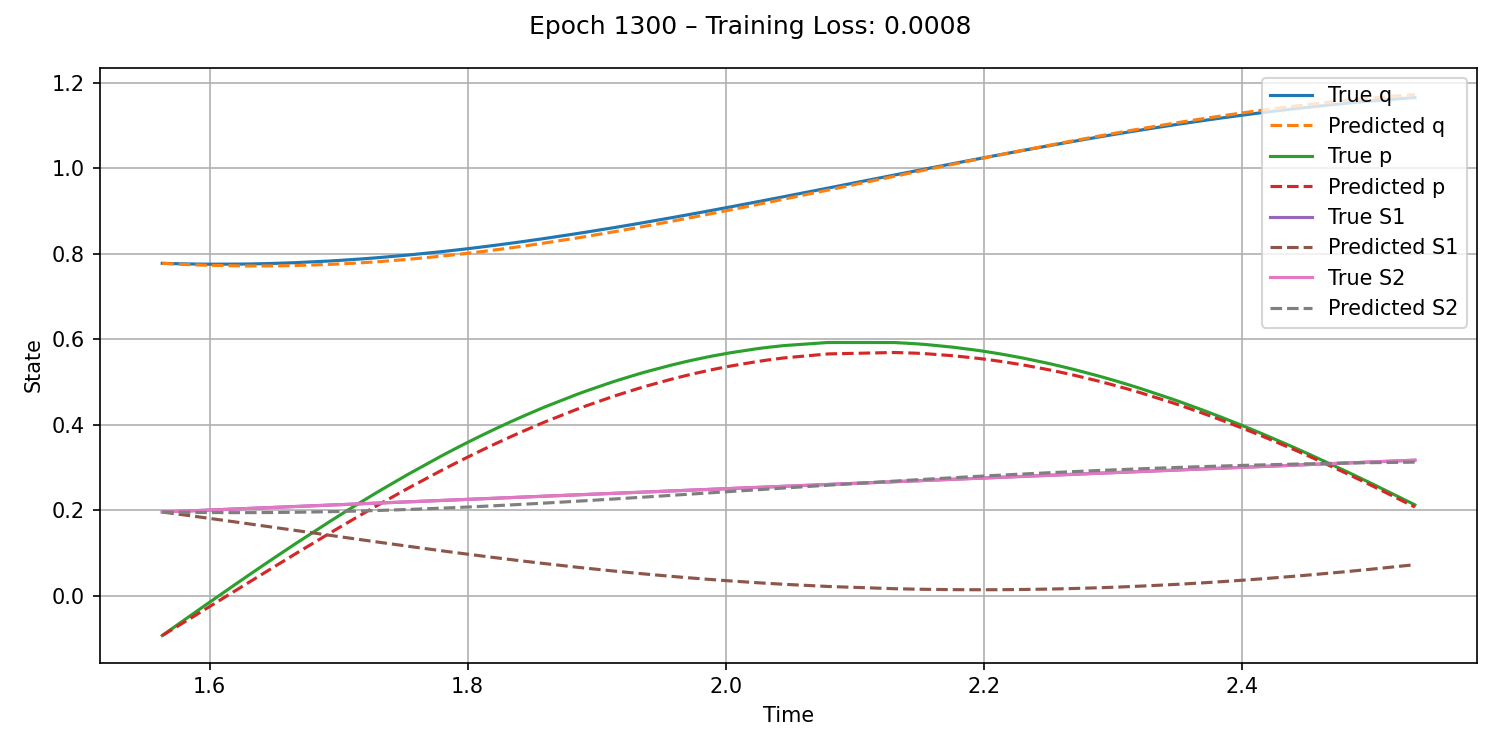 Epoch 1300 – Training Loss: 0.0008
1.2
1.0
0.8
0.6
0.4
0.2
0.0
State
1.6
1.8
2.0
2.2
2.4
Time
True q
Predicted q
True p
Predicted p
True S1
Predicted S1
True S2
Predicted S2